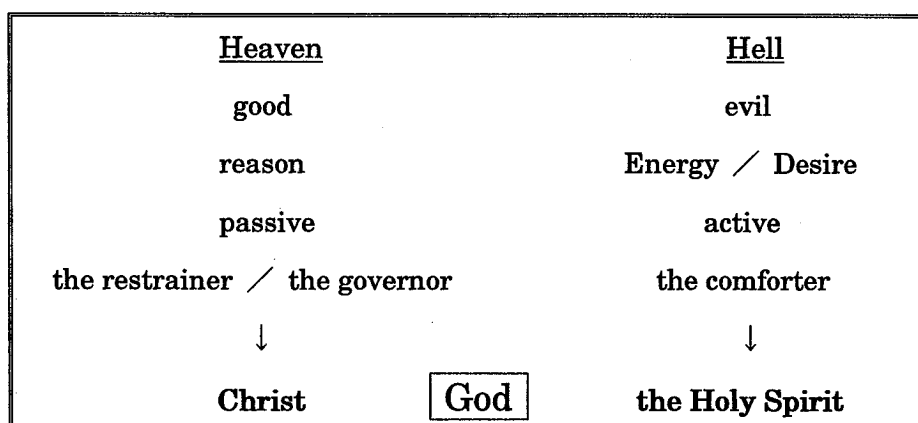 Heaven Hell
good evil
reason Energy / Desire
passive active
the restrainer / the governor the comforter
↓ ↓
Christ God the Holy Spirit